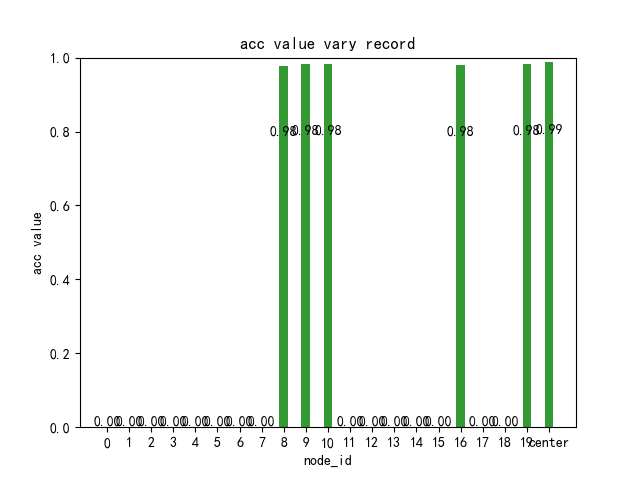 acc value vary record
1.0
0.8
0.6
0.4
0.2
0.0
acc value
0.98 0.98 0.98 0.98 0.98 0.99
0.00 0.00 0.00 0.00 0.00 0.00 0.00 0.00 0.00 0.00 0.00 0.00 0.00 0.00 0.00
0 1 2 3 4 5 6 7 8 9 10 11 12 13 14 15 16 17 18 19 center
node_id